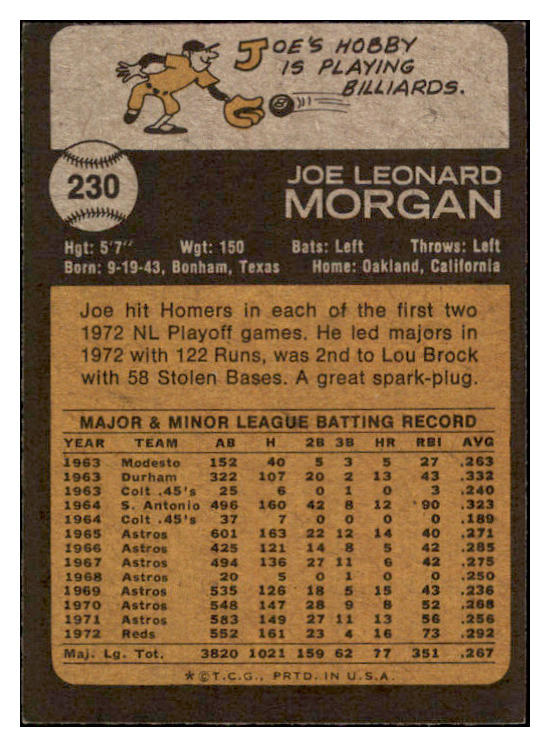 JOE'S HOBBY
IS PLAYING
BILLIARDS.
8
230
JOE LEONARD
MORGAN
Hgt: 5'7" Wgt: 150 Bats: Left Throws: Left
Born: 9-19-43, Bonham, Texas Home: Oakland, California
Joe hit Homers in each of the first two
1972 NL Playoff games. He led majors in
1972 with 122 Runs, was 2nd to Lou Brock
with 58 Stolen Bases. A great spark-plug.
MAJOR & MINOR LEAGUE BATTING RECORD
YEAR TEAM AB H 2B 3B HR RBI AVG
1963 Modesto 152 40 5 3 5 27 .263
1963 Durham 322 107 20 2 13 43 .332
1963 Colt .45's 25 6 0 1 0 3 .240
1964 S. Antonio 496 160 42 8 12 90 .323
1964 Colt .45's 37 7 0 0 0 0 .189
1965 Astros 601 163 22 12 14 40 .271
1966 Astros 425 121 14 8 5 42 .285
1967 Astros 494 136 27 11 6 42 .275
1968 Astros 20 5 0 1 0 0 .250
1969 Astros 535 126 18 5 15 43 .236
1970 Astros 548 147 28 9 8 52 .268
1971 Astros 583 149 27 11 13 56 .256
1972 Reds 552 161 23 4 16 73 .292
Maj. Lg. Tot. 3820 1021 159 62 77 351 .267
*©T.C.G., PRTD. IN U.S.A.